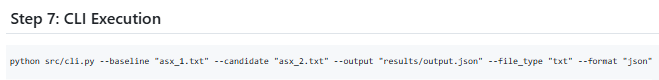 Step 7: CLI Execution
python src/cli.py --baseline "asx_1.txt" --candidate "asx_2.txt" --output "results/output.json" --file_type "txt" --format "json"